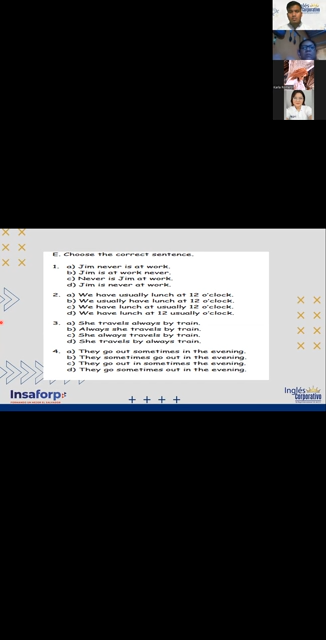 Inglés
Corporativo
E. Choose the correct sentence.
1. a) Jim never is at work.
b) Jim is at work never.
c) Never is Jim at work.
d) Jim is never at work.
2. a) We have usually lunch at 12 o'clock.
b) We usually have lunch at 12 o'clock.
c) We have lunch at usually 12 o'clock.
d) We have lunch at 12 usually o'clock.
3. a) She travels always by train.
b) Always she travels by train.
c) She always travels by train.
d) She travels by always train.
4. a) They go out sometimes in the evening.
b) They sometimes go out in the evening.
c) They go out in sometimes the evening.
d) They go sometimes out in the evening.
Insaforp
Inglés
Corporativo